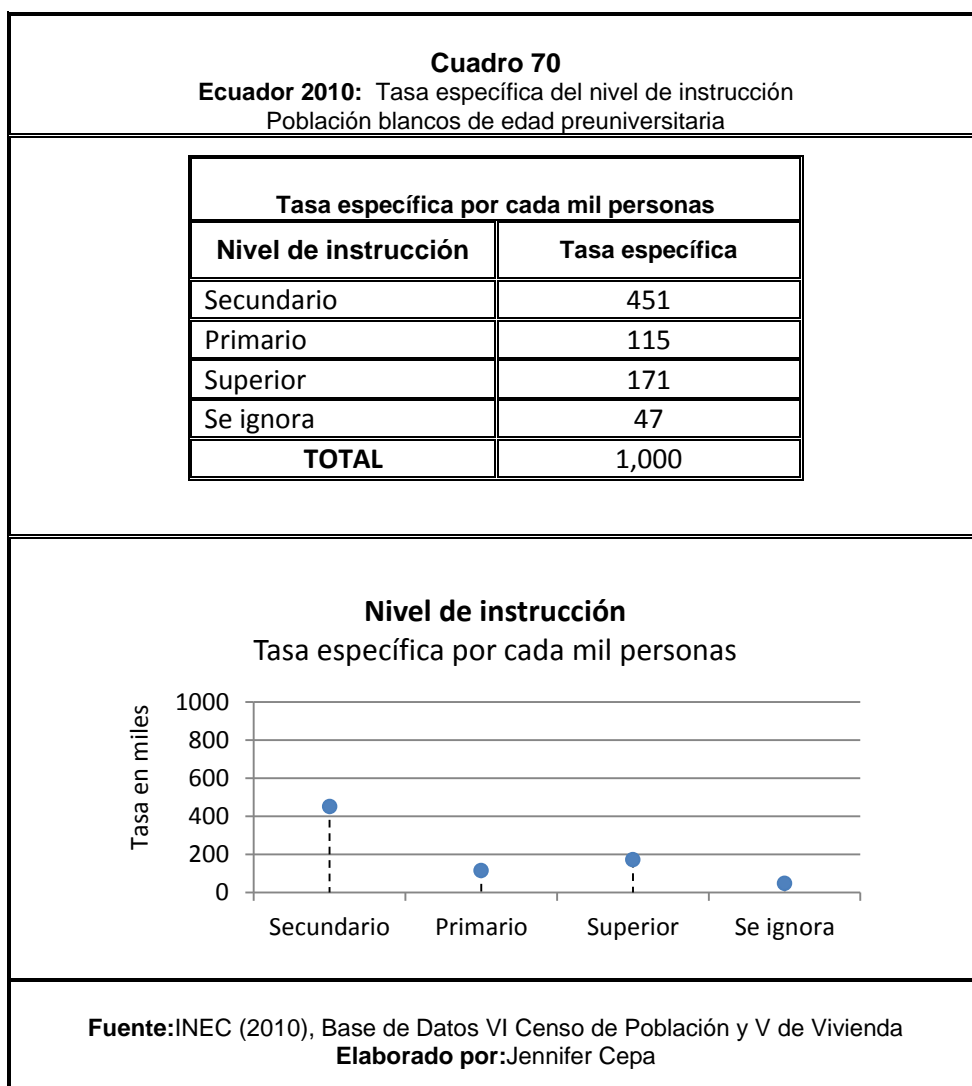 Cuadro 70
Ecuador 2010: Tasa específica del nivel de instrucción
Población blancos de edad preuniversitaria
Tasa específica por cada mil personas
Nivel de instrucción Tasa específica
Secundario 451
Primario 115
Superior 171
Se ignora 47
TOTAL 1,000
Nivel de instrucción
Tasa específica por cada mil personas
Tasa en miles
1000
800
600
400
200
0
Secundario Primario Superior Se ignora
Fuente:INEC (2010), Base de Datos VI Censo de Población y V de Vivienda
Elaborado por:Jennifer Cepa